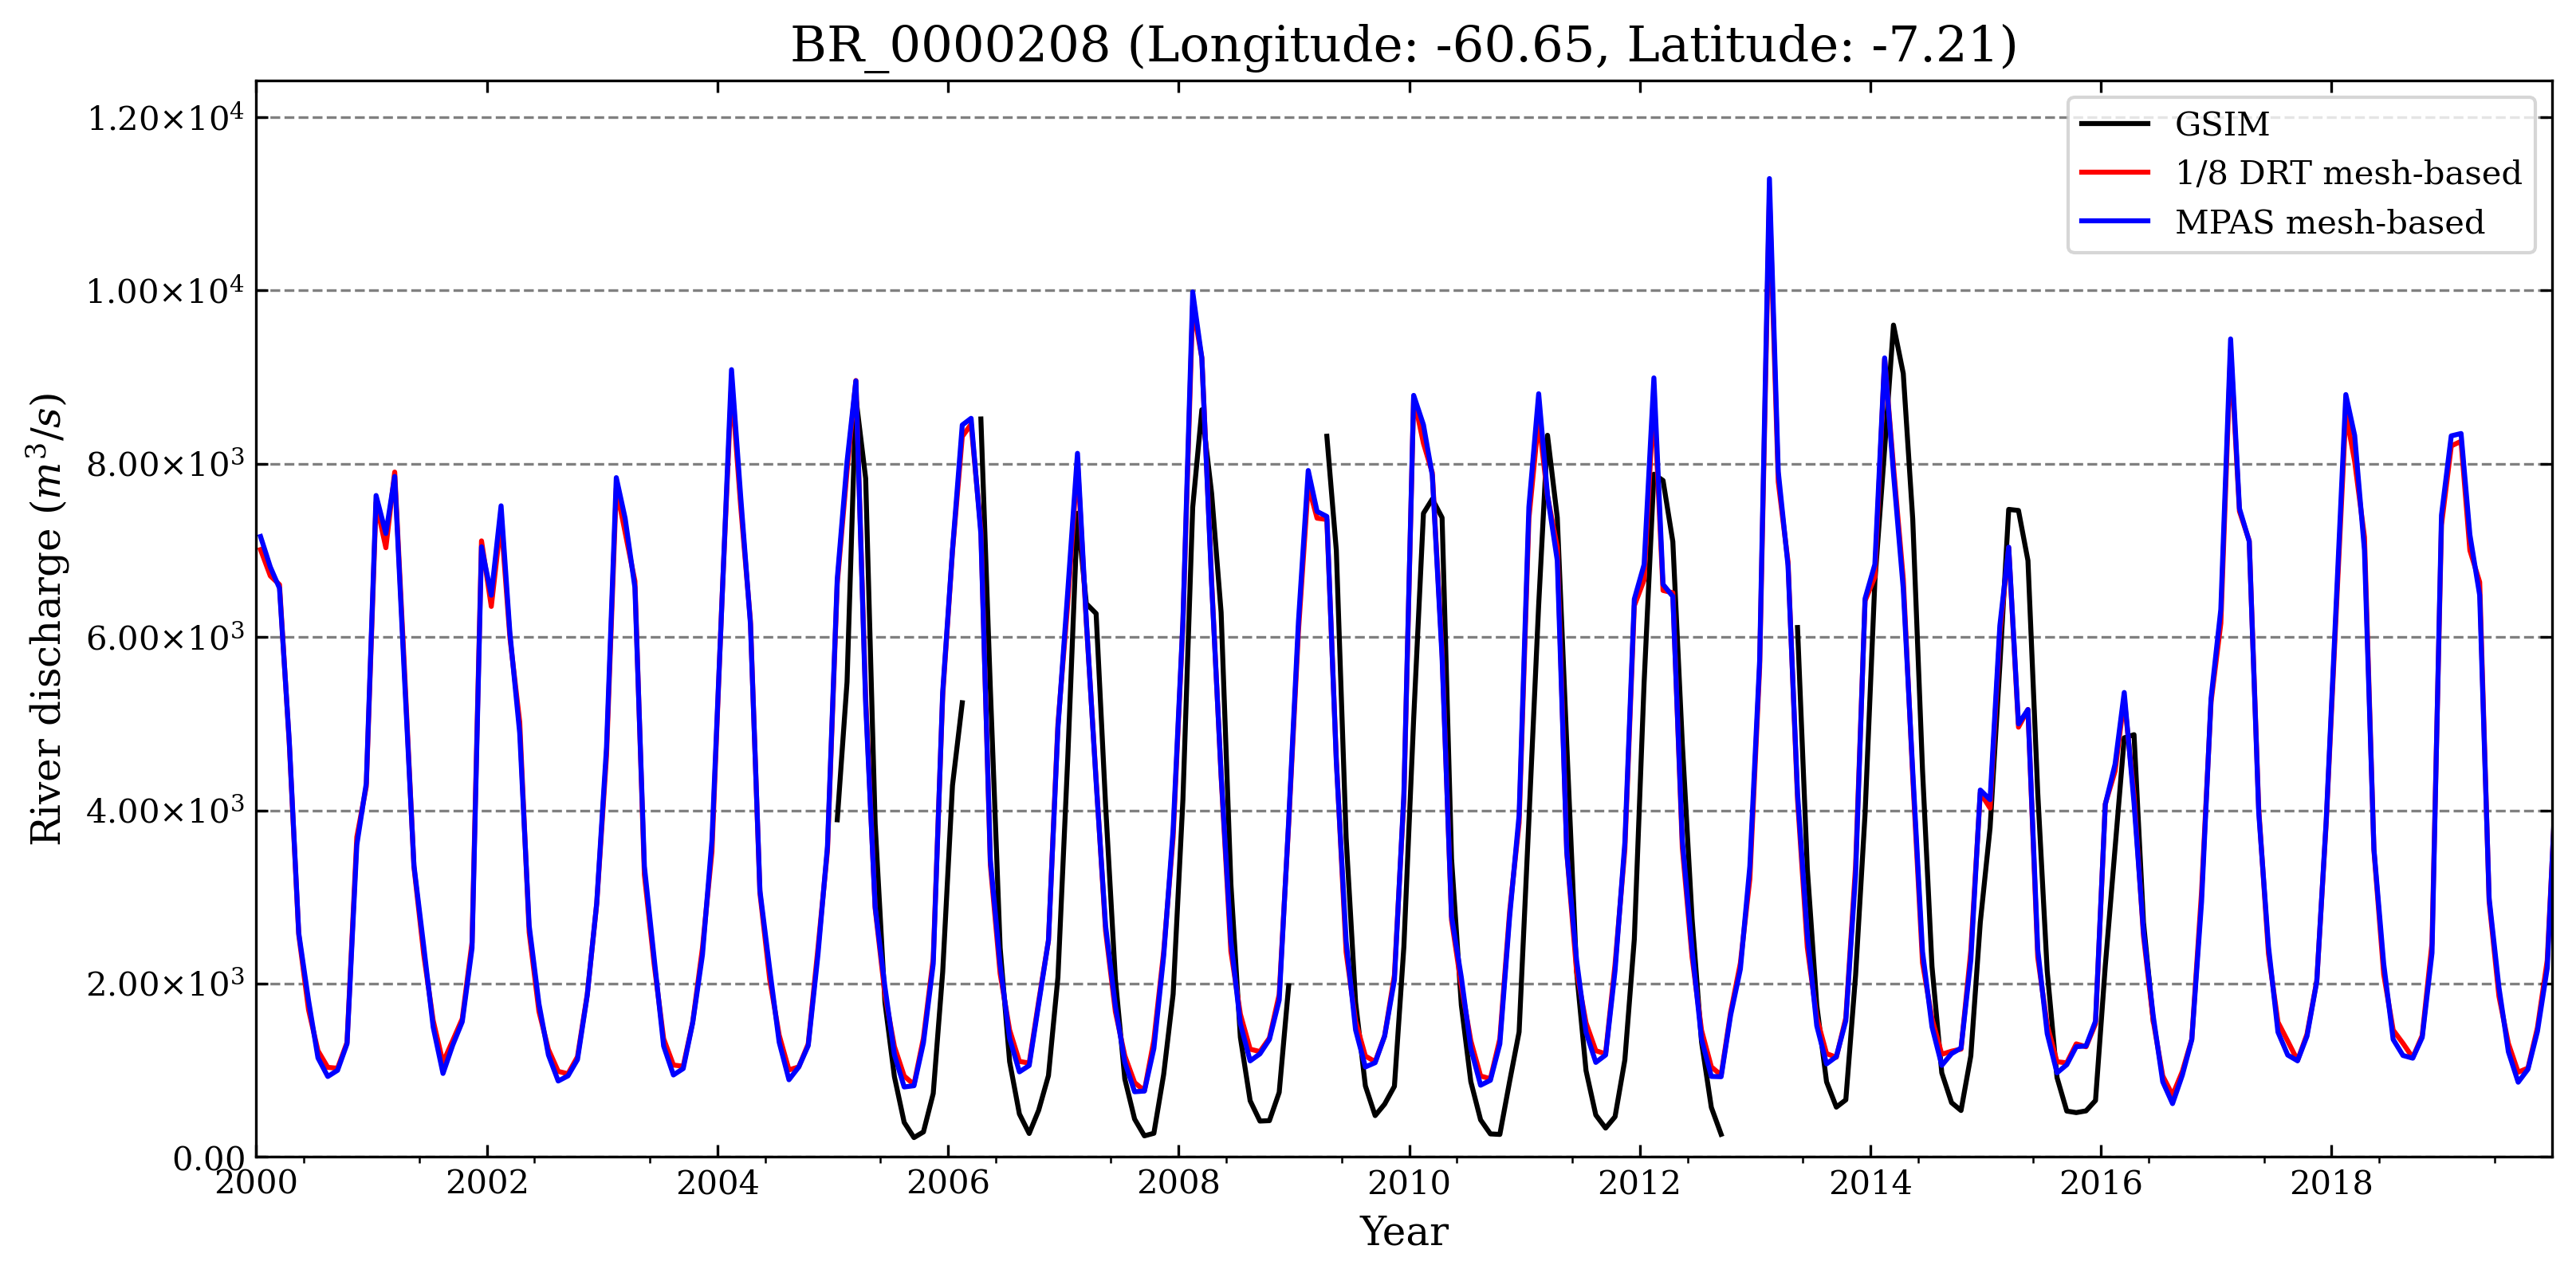 BR_0000208 (Longitude: -60.65, Latitude: -7.21)
1.20×10⁴
1.00×10⁴
8.00×10³
6.00×10³
4.00×10³
2.00×10³
0.00
River discharge (m³/s)
GSIM
1/8 DRT mesh-based
MPAS mesh-based
2000 2002 2004 2006 2008 2010 2012 2014 2016 2018
Year